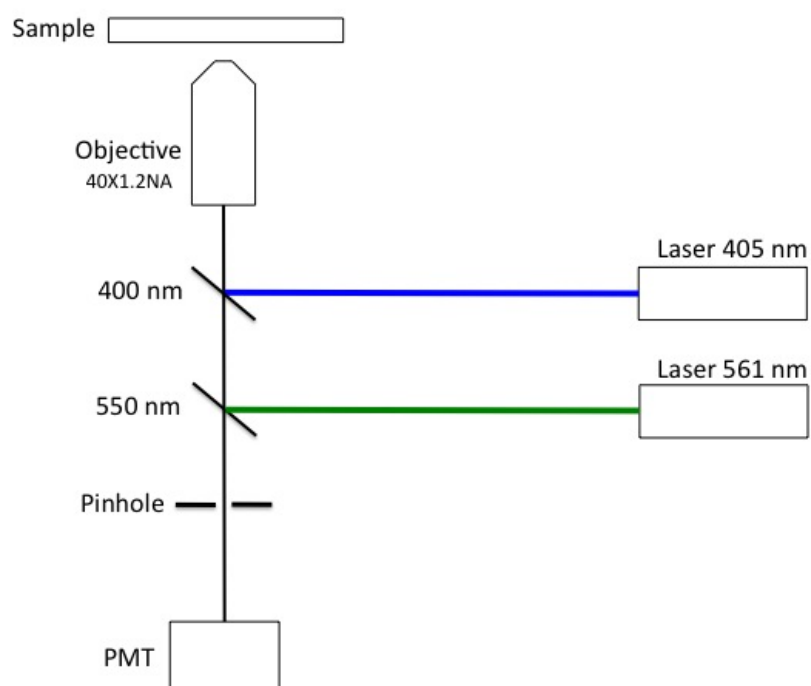 Sample
Objective
40X1.2NA
Laser 405 nm
400 nm
Laser 561 nm
550 nm
Pinhole
PMT